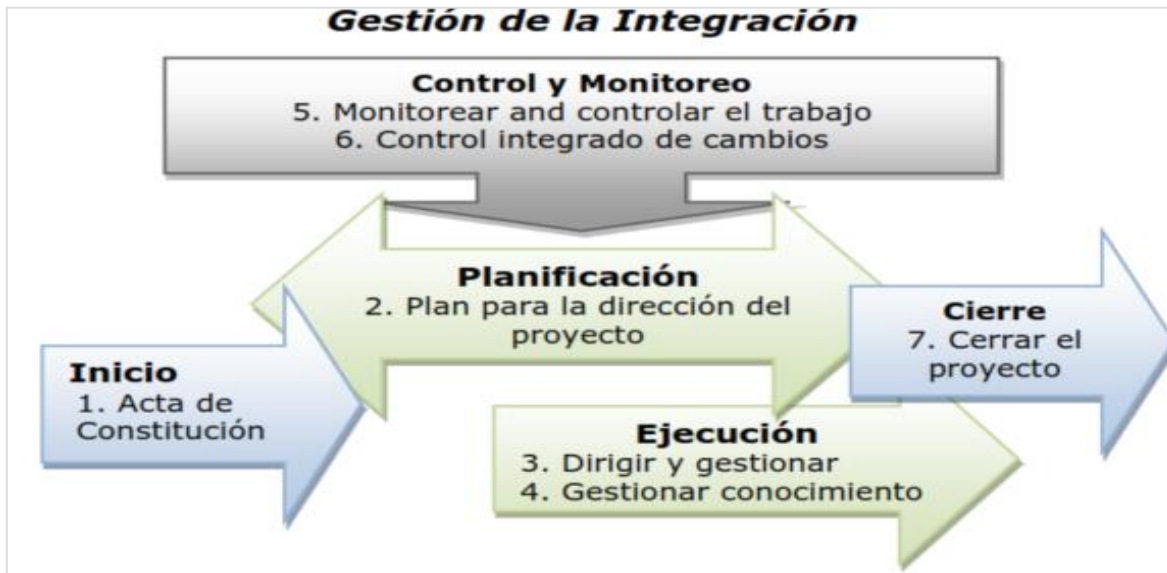 Gestión de la Integración
Control y Monitoreo
5. Monitorear and controlar el trabajo
6. Control integrado de cambios
Planificación
2. Plan para la dirección del
proyecto
Inicio
1. Acta de
Constitución
Ejecución
3. Dirigir y gestionar
4. Gestionar conocimiento
Cierre
7. Cerrar el
proyecto